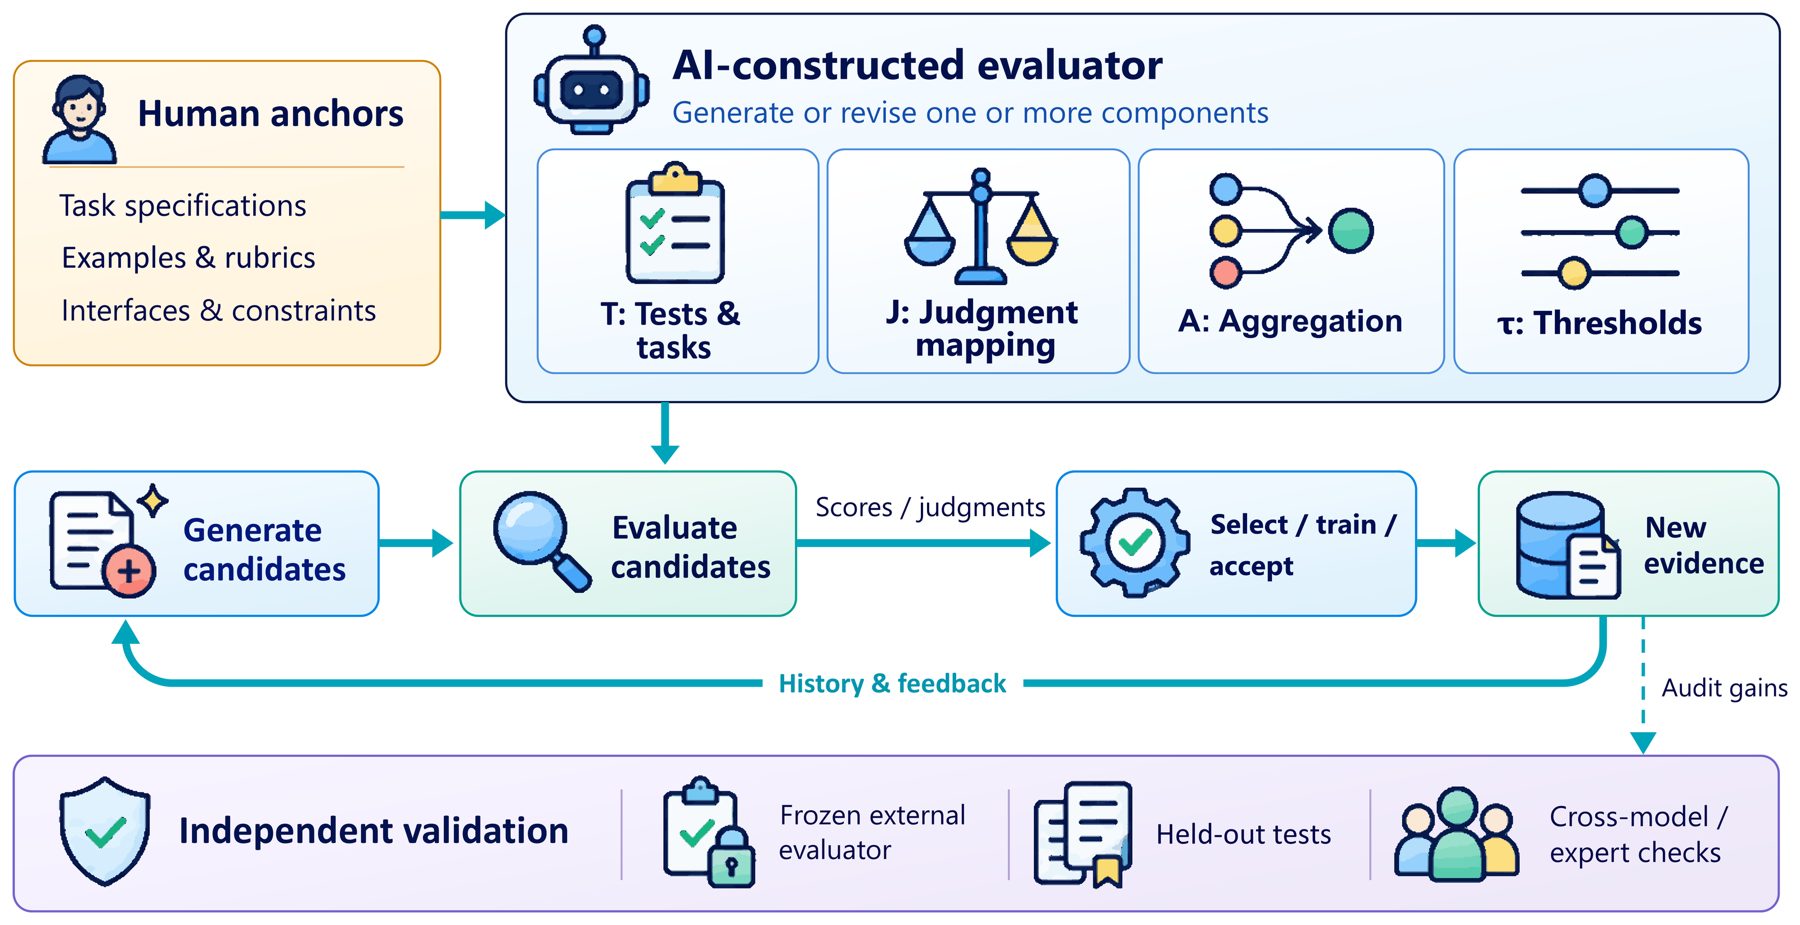 Human anchors
Task specifications
Examples & rubrics
Interfaces & constraints
AI-constructed evaluator
Generate or revise one or more components
T: Tests &
tasks
J: Judgment
mapping
A: Aggregation
τ: Thresholds
Generate
candidates
Evaluate
candidates
Scores / judgments
Select / train /
accept
New
evidence
History & feedback
Audit gains
Independent validation
Frozen external
evaluator
Held-out tests
Cross-model /
expert checks